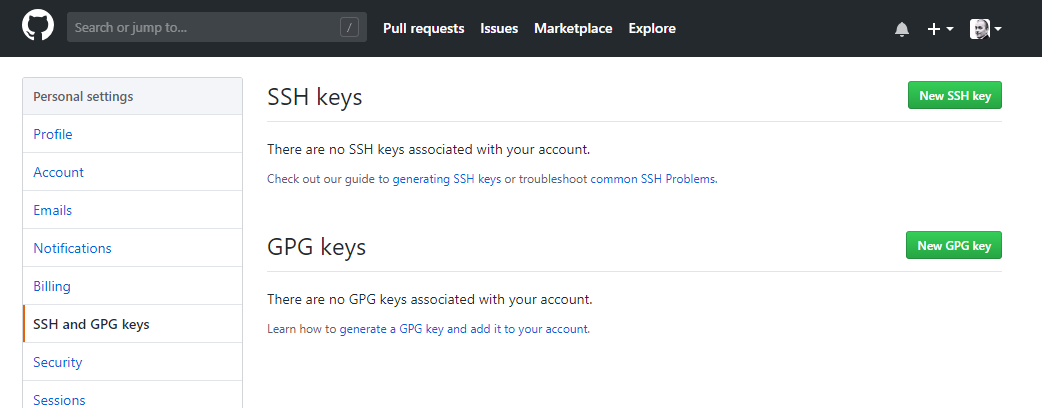 Search or jump to... / Pull requests Issues Marketplace Explore
Personal settings
Profile
Account
Emails
Notifications
Billing
SSH and GPG keys
Security
Sessions
SSH keys New SSH key
There are no SSH keys associated with your account.
Check out our guide to generating SSH keys or troubleshoot common SSH Problems.
GPG keys New GPG key
There are no GPG keys associated with your account.
Learn how to generate a GPG key and add it to your account.